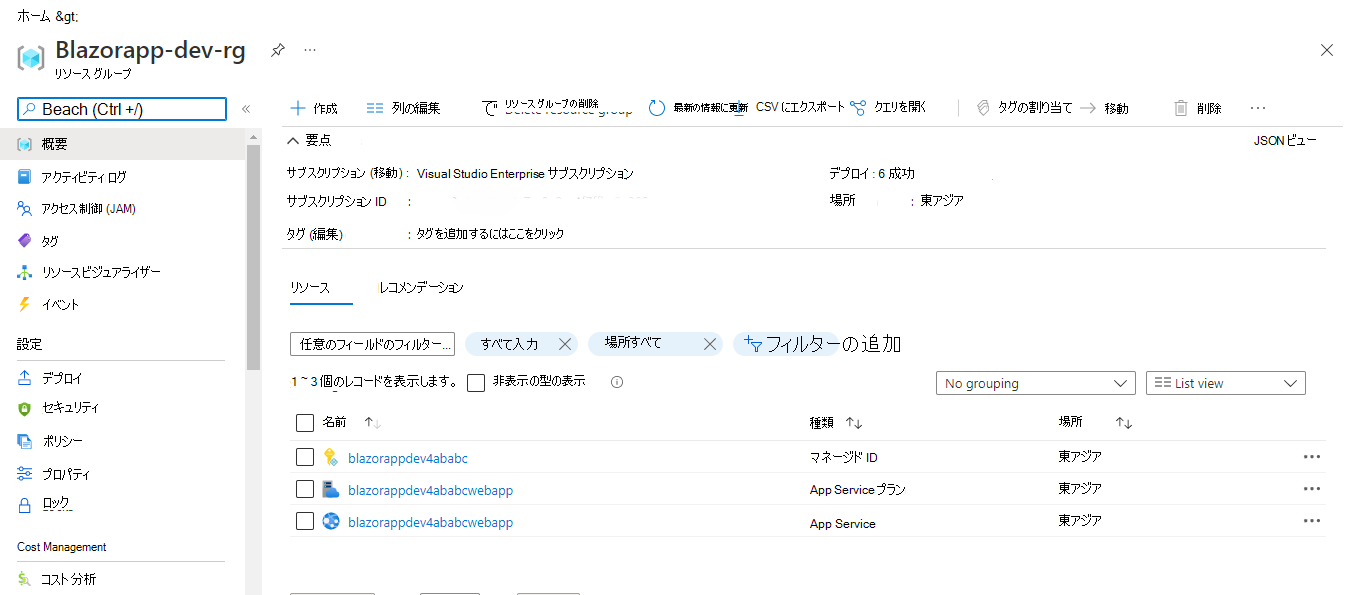 ホーム &gt;
Blazorapp-dev-rg
リソース グループ
Beach (Ctrl +/)
作成
列の編集
リソース グループの削除
Delete resource group
最新の情報に更新
CSV にエクスポート
クエリを開く
タグの割り当て
移動
削除
概要
アクティビティ ログ
アクセス制御 (JAM)
タグ
リソース ビジュアライザー
イベント
設定
デプロイ
セキュリティ
ポリシー
プロパティ
ロック
Cost Management
コスト分析
要点
JSON ビュー
サブスクリプション (移動) : Visual Studio Enterprise サブスクリプション
デプロイ : 6 成功
サブスクリプション ID :
場所 : 東アジア
タグ (編集) : タグを追加するにはここをクリック
リソース
レコメンデーション
任意のフィールドのフィルター...
すべて入力
場所すべて
フィルターの追加
1 ~ 3 個のレコードを表示します。
非表示の型の表示
No grouping
List view
名前
種類
場所
blazorappdev4ababc マネージド ID 東アジア
blazorappdev4ababcwebapp App Service プラン 東アジア
blazorappdev4ababcwebapp App Service 東アジア